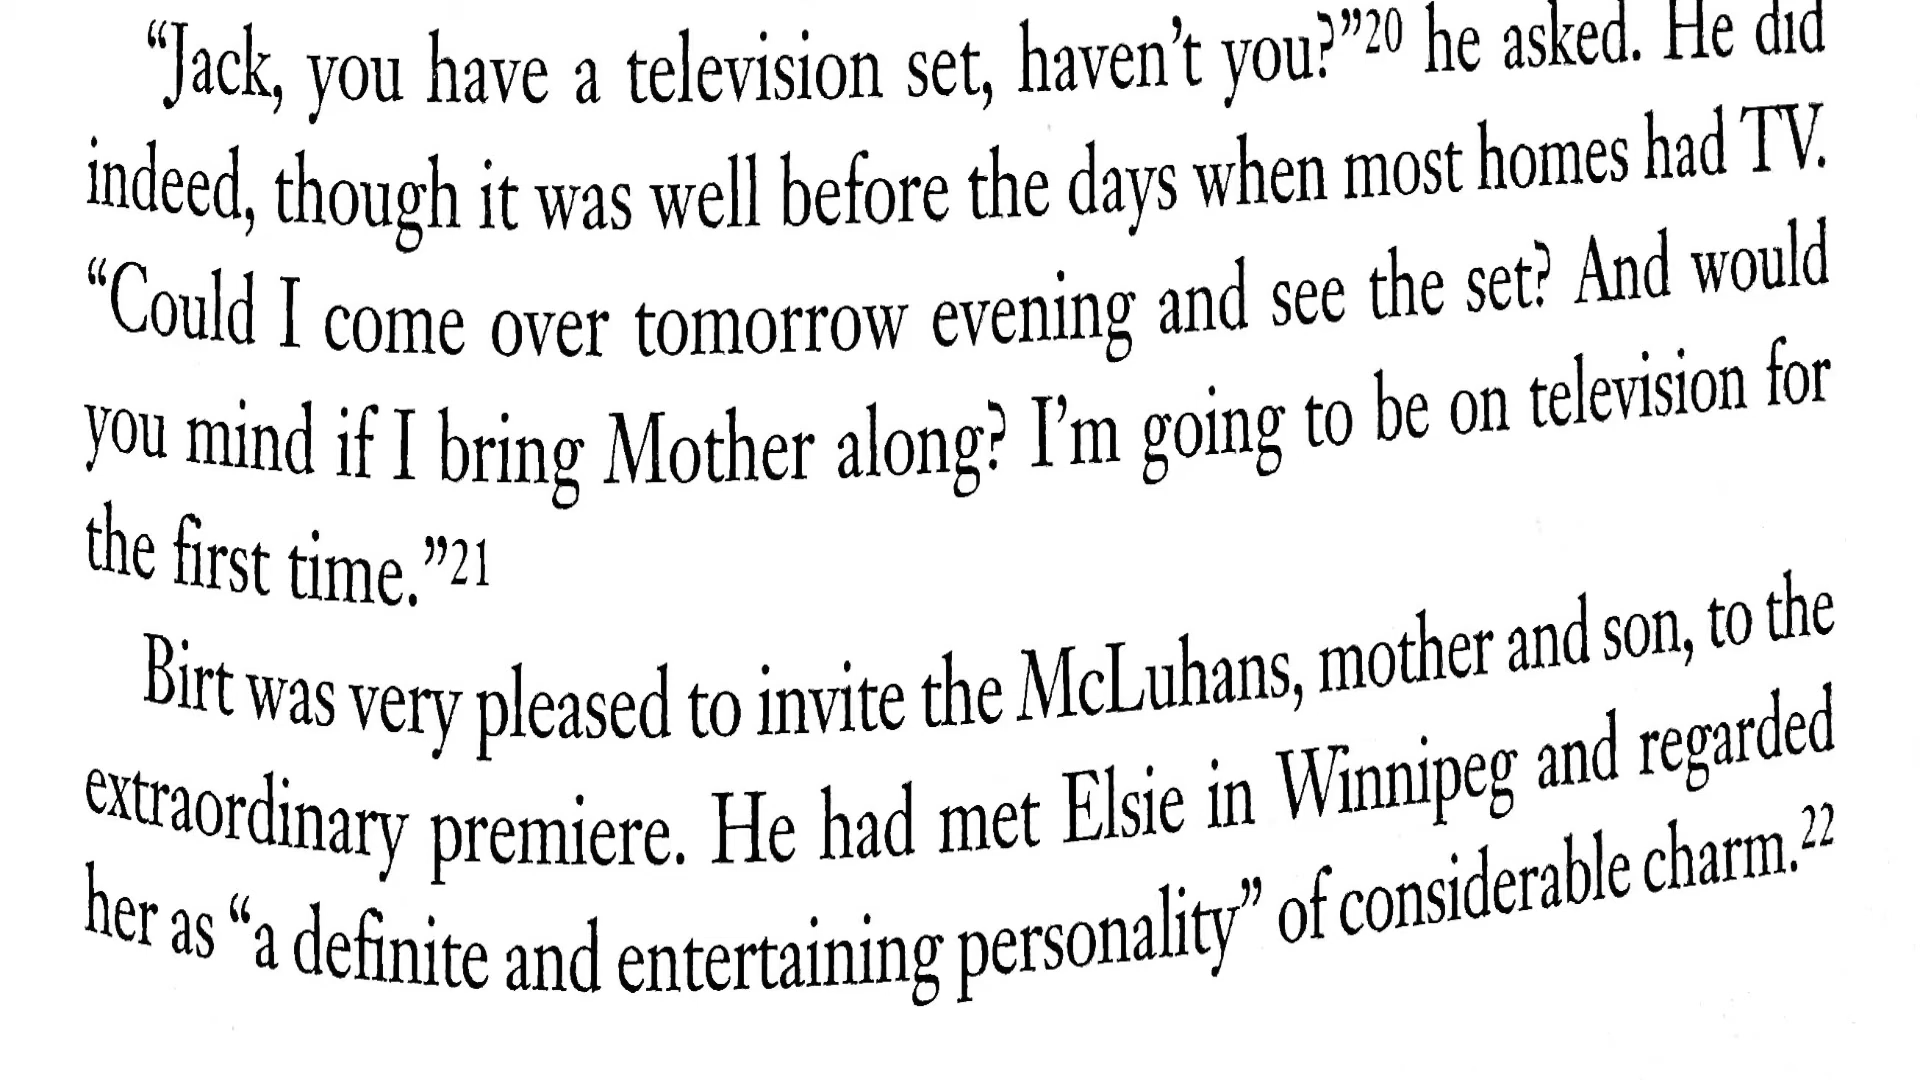 “Jack, you have a television set, haven’t you?”20 he asked. He did
indeed, though it was well before the days when most homes had TV.
“Could I come over tomorrow evening and see the set? And would
you mind if I bring Mother along? I’m going to be on television for
the first time.”21
Birt was very pleased to invite the McLuhans, mother and son, to the
extraordinary premiere. He had met Elsie in Winnipeg and regarded
her as “a definite and entertaining personality” of considerable charm.22